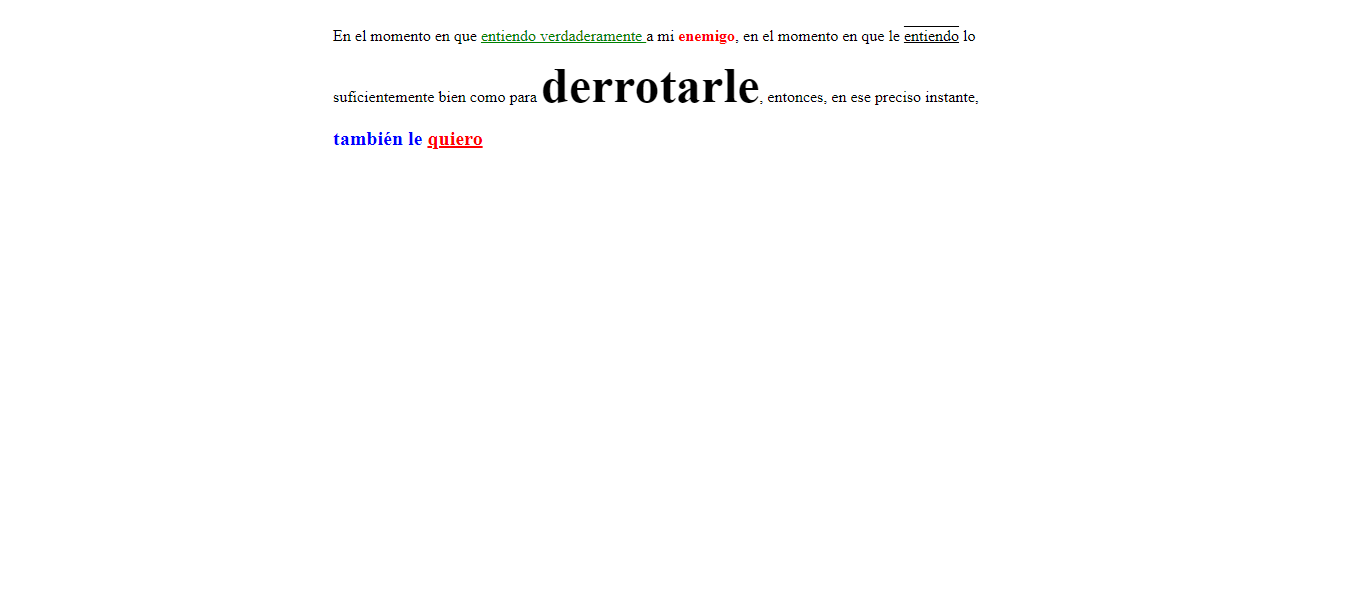 En el momento en que entiendo verdaderamente a mi enemigo, en el momento en que le entiendo lo
suficientemente bien como para derrotarle, entonces, en ese preciso instante,
también le quiero